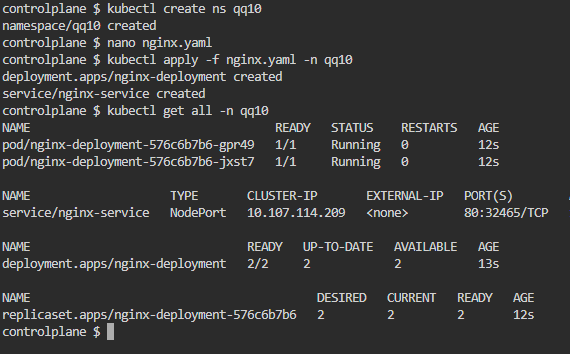 controlplane $ kubectl create ns qq10
namespace/qq10 created
controlplane $ nano nginx.yaml
controlplane $ kubectl apply -f nginx.yaml -n qq10
deployment.apps/nginx-deployment created
service/nginx-service created
controlplane $ kubectl get all -n qq10
NAME READY STATUS RESTARTS AGE
pod/nginx-deployment-576c6b7b6-gpr49 1/1 Running 0 12s
pod/nginx-deployment-576c6b7b6-jxst7 1/1 Running 0 12s
NAME TYPE CLUSTER-IP EXTERNAL-IP PORT(S)
service/nginx-service NodePort 10.107.114.209 <none> 80:32465/TCP
NAME READY UP-TO-DATE AVAILABLE AGE
deployment.apps/nginx-deployment 2/2 2 2 13s
NAME DESIRED CURRENT READY AGE
replicaset.apps/nginx-deployment-576c6b7b6 2 2 2 12s
controlplane $